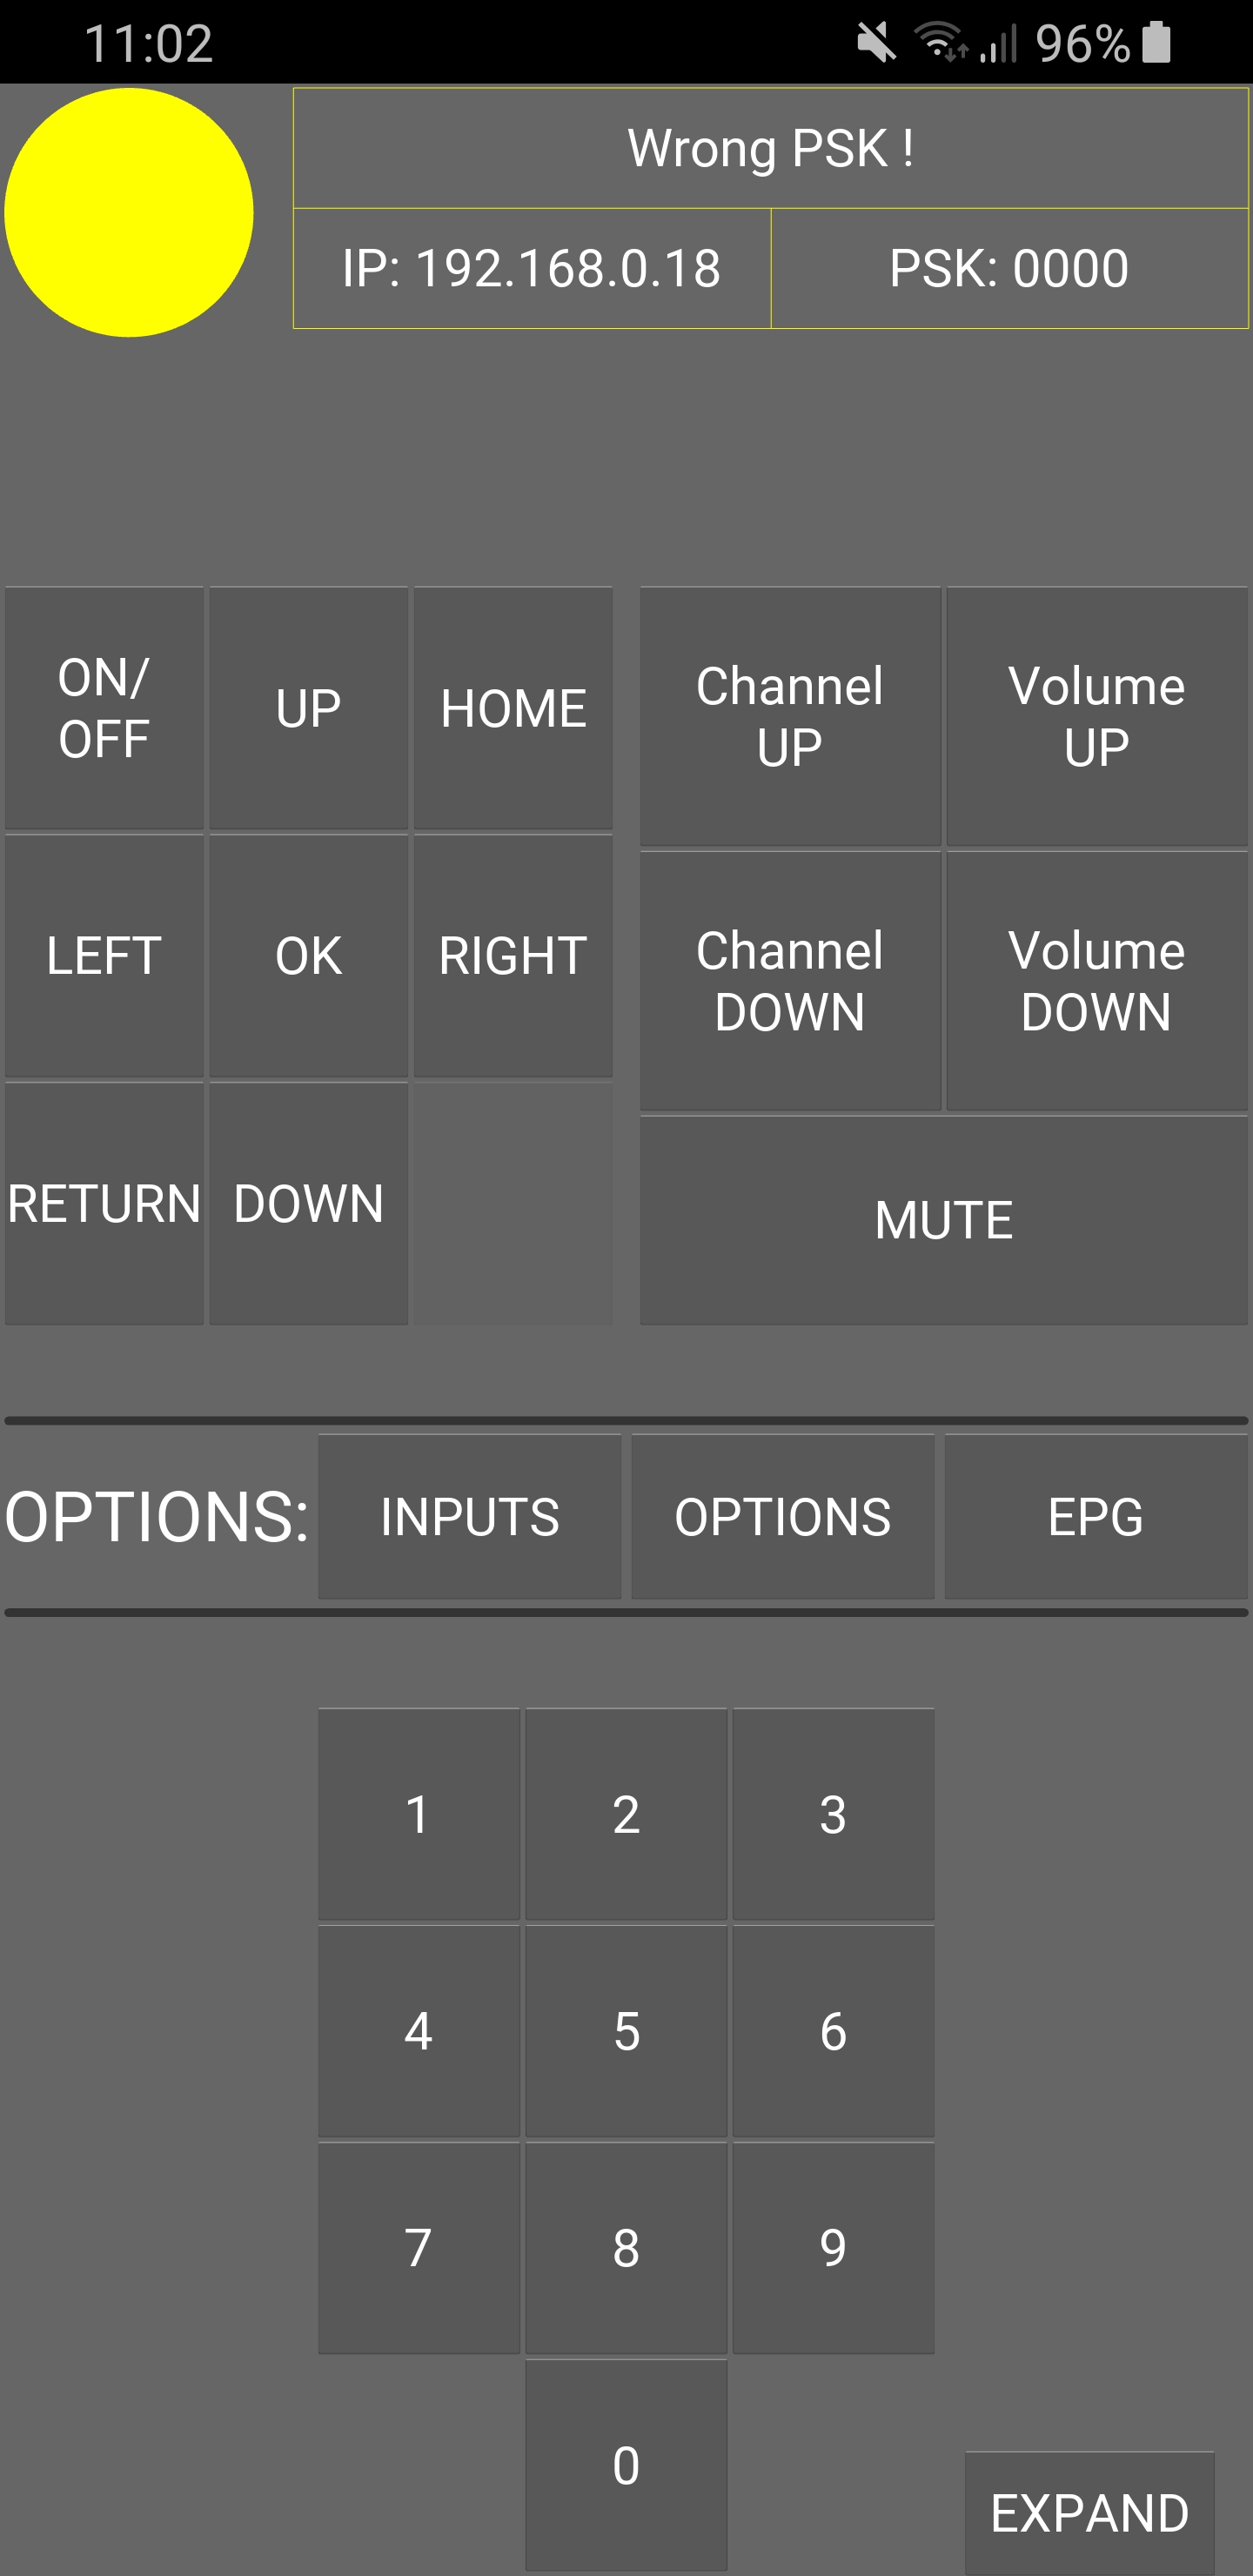 11:02
96%
Wrong PSK !
IP: 192.168.0.18
PSK: 0000
ON/
OFF
UP
HOME
Channel
UP
Volume
UP
LEFT
OK
RIGHT
Channel
DOWN
Volume
DOWN
RETURN
DOWN
MUTE
OPTIONS:
INPUTS
OPTIONS
EPG
1
2
3
4
5
6
7
8
9
0
EXPAND